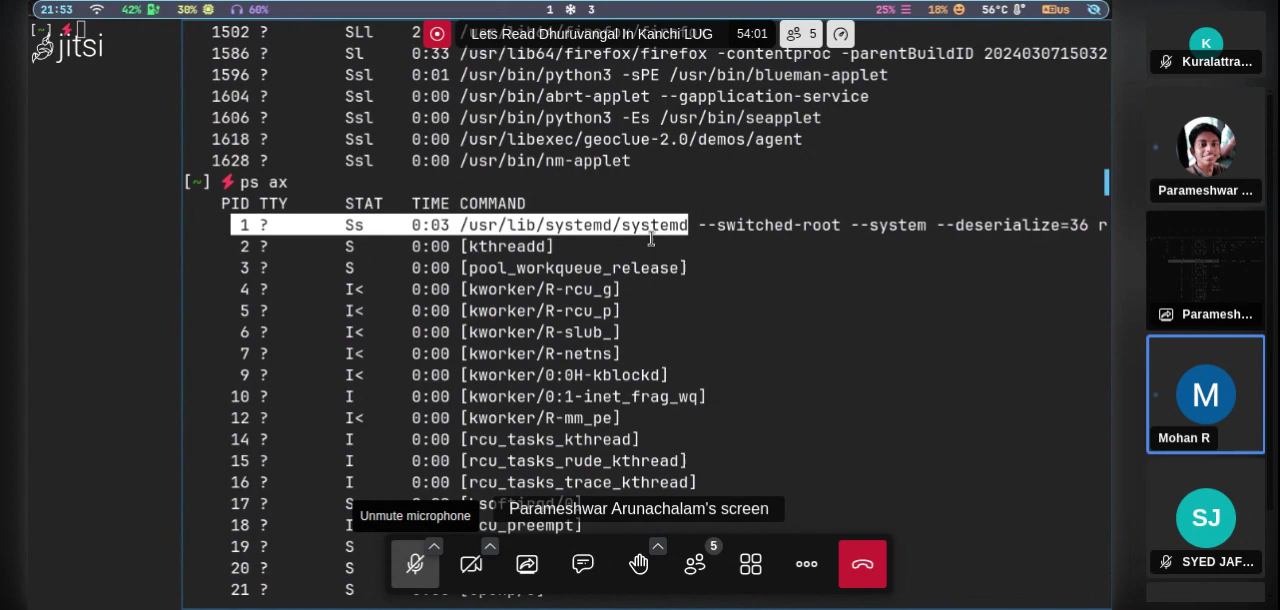 21:53 42% 38% 60% 1 3 25% 18% 56°C us
[~]
jitsi
Lets Read Dhuruvangal In Kanchi LUG 54:01 5
1502 ? SLl 2
1586 ? Sl 0:33 /usr/lib64/firefox/firefox -contentproc -parentBuildID 2024030715032
1596 ? Ssl 0:01 /usr/bin/python3 -sPE /usr/bin/blueman-applet
1604 ? Ssl 0:00 /usr/bin/abrt-applet --gapplication-service
1606 ? Ssl 0:00 /usr/bin/python3 -Es /usr/bin/seapplet
1618 ? Ssl 0:00 /usr/libexec/geoclue-2.0/demos/agent
1628 ? Ssl 0:00 /usr/bin/nm-applet
[~] ps ax
PID TTY STAT TIME COMMAND
1 ? Ss 0:03 /usr/lib/systemd/systemd --switched-root --system --deserialize=36 r
2 ? S 0:00 [kthreadd]
3 ? S 0:00 [pool_workqueue_release]
4 ? I< 0:00 [kworker/R-rcu_g]
5 ? I< 0:00 [kworker/R-rcu_p]
6 ? I< 0:00 [kworker/R-slub_]
7 ? I< 0:00 [kworker/R-netns]
9 ? I< 0:00 [kworker/0:0H-kblockd]
10 ? I 0:00 [kworker/0:1-inet_frag_wq]
12 ? I< 0:00 [kworker/R-mm_pe]
14 ? I 0:00 [rcu_tasks_kthread]
15 ? I 0:00 [rcu_tasks_rude_kthread]
16 ? I 0:00 [rcu_tasks_trace_kthread]
17 ? S 0:00
18 ? I
19 ? S
20 ? S
21 ? S
Unmute microphone
Parameshwar Arunachalam's screen
5
K
Kuralattra...
Parameshwar ...
Paramesh...
M
Mohan R
SJ
SYED JAF...